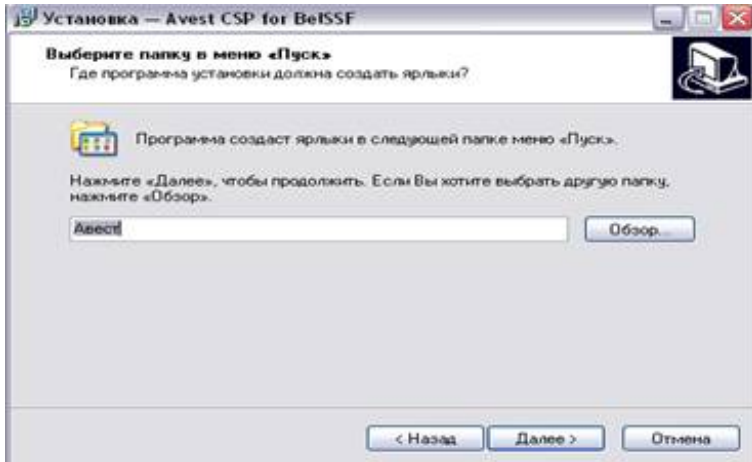 Установка — Avest CSP for BelSSF
Выберите папку в меню «Пуск»
Где программа установки должна создать ярлыки?
Программа создаст ярлыки в следующей папке меню «Пуск».
Нажмите «Далее», чтобы продолжить. Если Вы хотите выбрать другую папку,
нажмите «Обзор».
Авест
Обзор...
< Назад
Далее >
Отмена